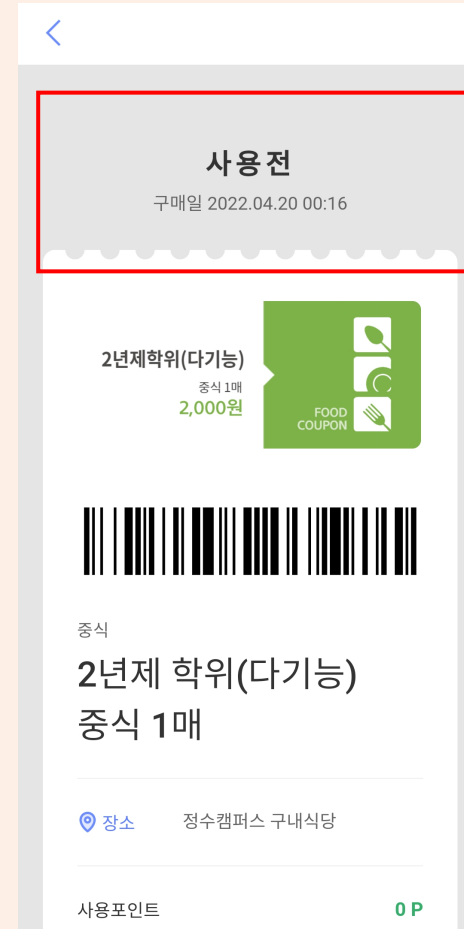 사용전
구매일 2022.04.20 00:16
2년제학위(다기능)
중식 1매
2,000원
FOOD
COUPON
중식
2년제 학위(다기능)
중식 1매
장소 정수캠퍼스 구내식당
사용포인트 0 P